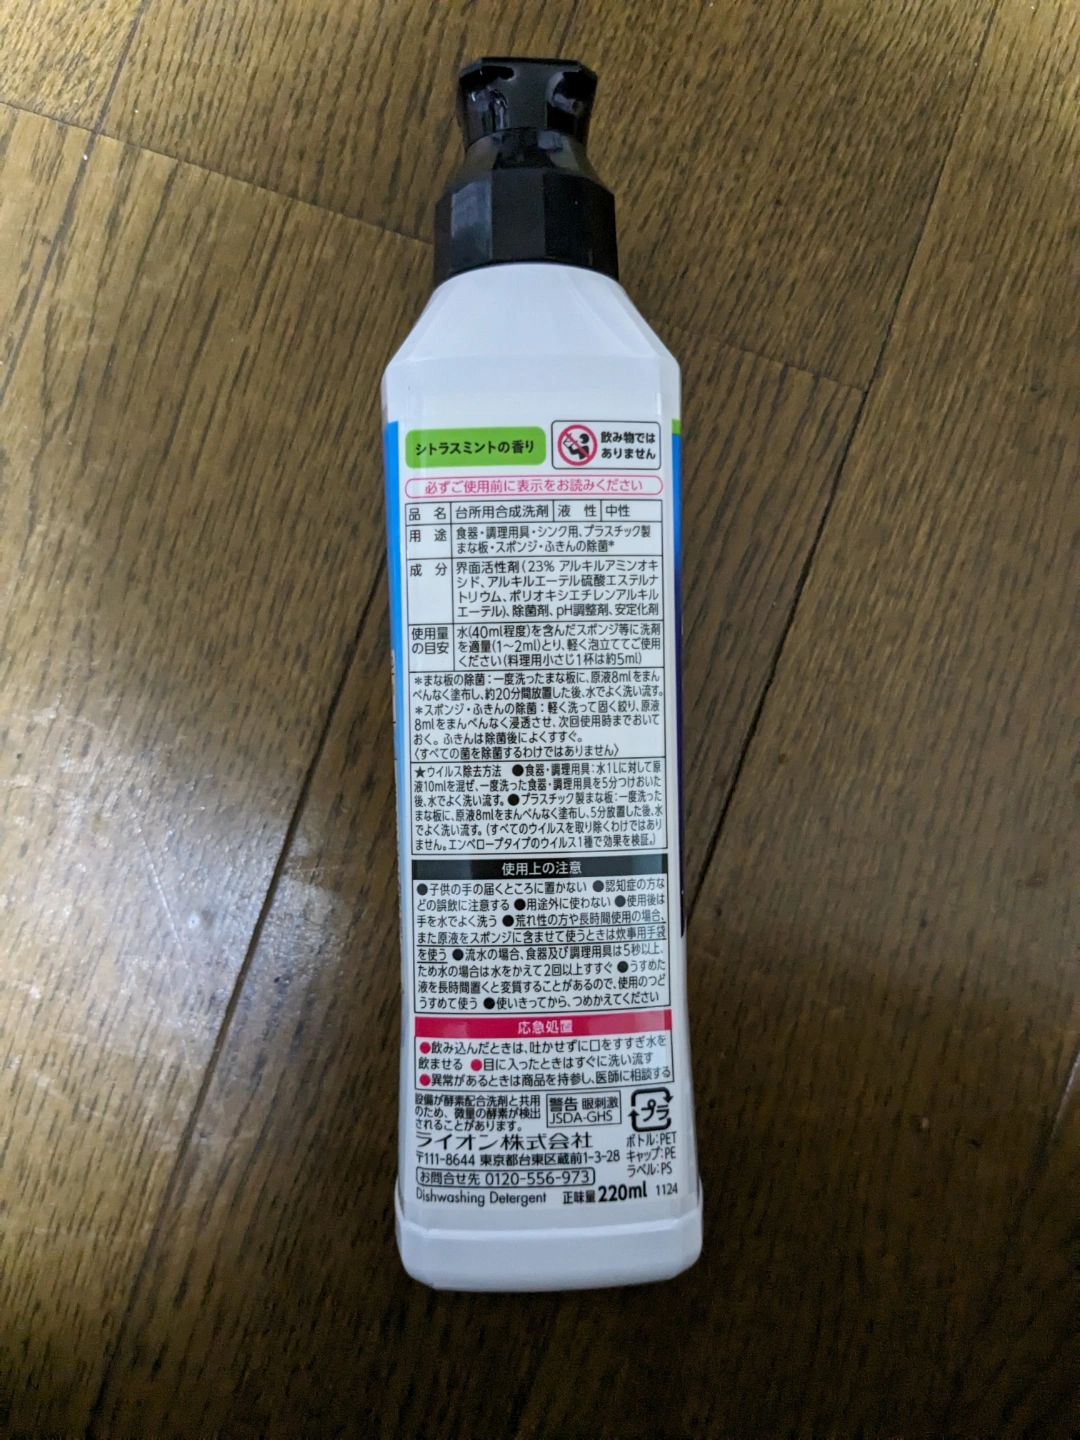 シトラスミントの香り
飲み物では
ありません
必ずご使用前に表示をお読みください
品 名 台所用合成洗剤 液 性 中性
用 途 食器・調理用具・シンク用、プラスチック製
まな板・スポンジ・ふきんの除菌*
成 分 界面活性剤(23% アルキルアミンオキ
シド、アルキルエーテル硫酸エステルナ
トリウム、ポリオキシエチレンアルキル
エーテル)、除菌剤、pH調整剤、安定化剤
使用量
の目安
水(40ml程度)を含んだスポンジ等に洗剤
を適量(1〜2ml)とり、軽く泡立ててご使用
ください(料理用小さじ1杯は約5ml)
*まな板の除菌:一度洗ったまな板に、原液8mlをまん
べんなく塗布し、約20分間放置した後、水でよく洗い流す。
*スポンジ・ふきんの除菌:軽く洗って固く絞り、原液
8mlをまんべんなく浸透させ、次回使用時までおいて
おく。ふきんは除菌後によくすすぐ。
〈すべての菌を除菌するわけではありません〉
★ウイルス除去方法 ●食器・調理用具:水1Lに対して原
液10mlを混ぜ、一度洗った食器・調理用具を5分つけおいた
後、水でよく洗い流す。●プラスチック製まな板:一度洗った
まな板に、原液8mlをまんべんなく塗布し、5分放置した後、水
でよく洗い流す。(すべてのウイルスを取り除くわけではあり
ません。エンベロープタイプのウイルス1種で効果を検証。)
使用上の注意
●子供の手の届くところに置かない ●認知症の方な
どの誤飲に注意する ●用途外に使わない ●使用後は
手を水でよく洗う ●荒れ性の方や長時間使用の場合、
また原液をスポンジに含ませて使うときは炊事用手袋
を使う ●流水の場合、食器及び調理用具は5秒以上、
ため水の場合は水をかえて2回以上すすぐ ●うすめた
液を長時間置くと変質することがあるので、使用のつど
うすめて使う ●使いきってから、つめかえてください
応急処置
●飲み込んだときは、吐かせずに口をすすぎ水を
飲ませる ●目に入ったときはすぐに洗い流す
●異常があるときは商品を持参し、医師に相談する
設備が酵素配合洗剤と共用
のため、微量の酵素が検出
されることがあります。
警告 眼刺激
JSDA-GHS
プラ
ライオン株式会社
〒111-8644 東京都台東区蔵前1-3-28
お問合せ先 0120-556-973
ボトル:PET
キャップ:PE
ラベル:PS
Dishwashing Detergent 正味量 220ml 1124